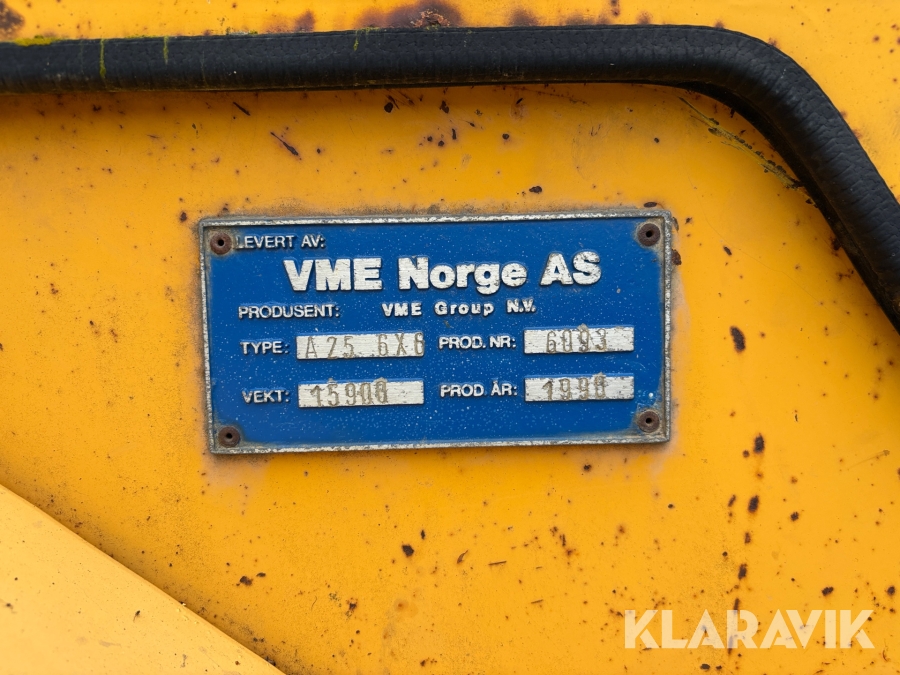 LEVERT AV:
VME Norge AS
PRODUSENT: VME Group N.V.
TYPE: A25 6X6 PROD. NR: 6093
VEKT: 15900 PROD. ÅR: 1990
KLARAVIK